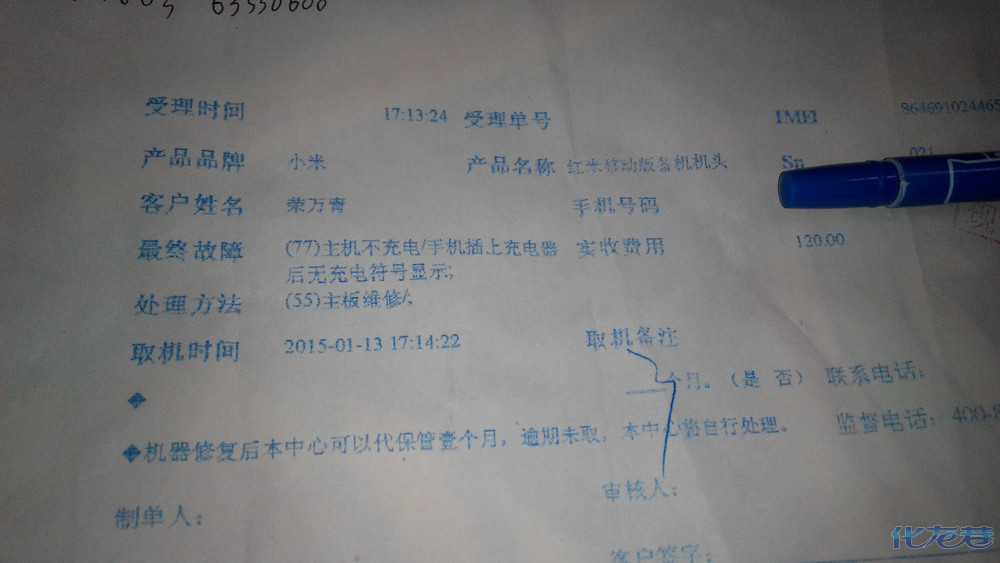 63550600
受理时间 17:13:24 受理单号 IMEI 86469102446
产品品牌 小米 产品名称 红米移动版备机机头 Sn 021
客户姓名 荣万青 手机号码
最终故障 (77)主机不充电/手机插上充电器 实收费用 120.00
后无充电符号显示;
处理方法 (55)主板维修/;
取机时间 2015-01-13 17:14:22 取机备注
个月。（是 否） 联系电话：
◆
◆机器修复后本中心可以代保管壹个月，逾期未取，本中心将自行处理。 监督电话：400-8
审核人：
制单人：
客户签字：
化龙巷